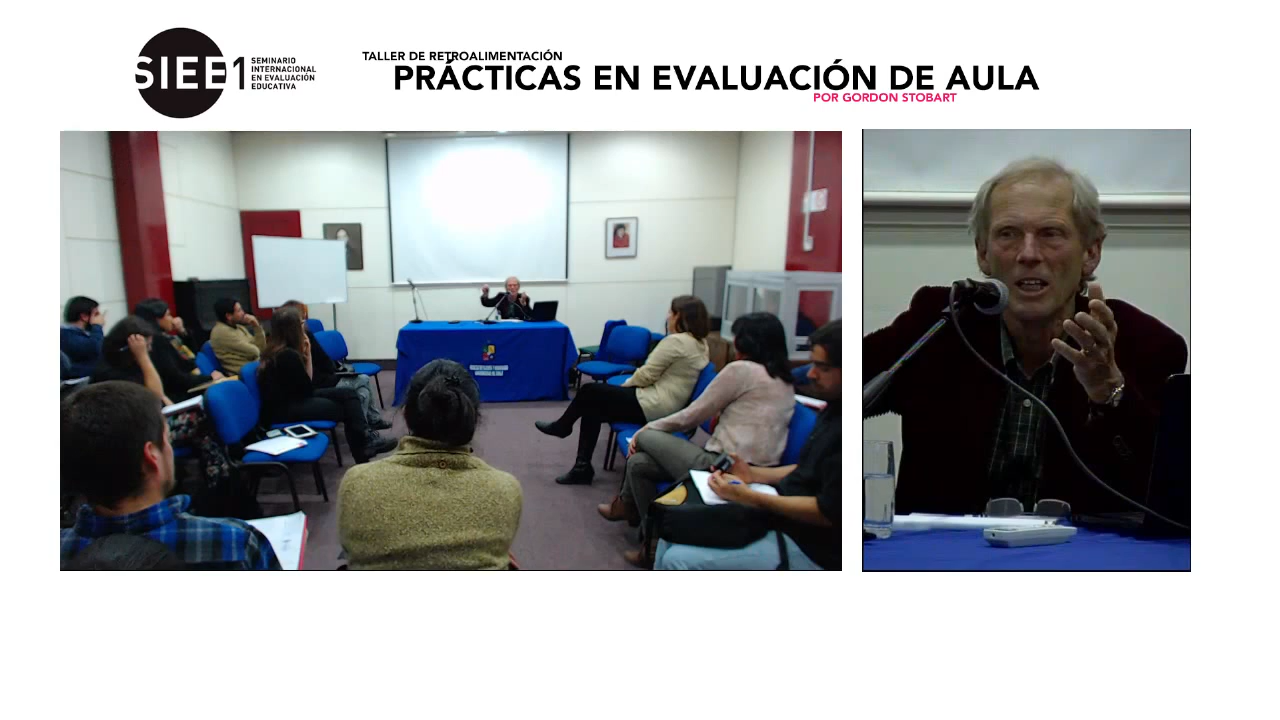 SIEE1
SEMINARIO
INTERNACIONAL
EN EVALUACIÓN
EDUCATIVA
TALLER DE RETROALIMENTACIÓN
PRÁCTICAS EN EVALUACIÓN DE AULA
POR GORDON STOBART